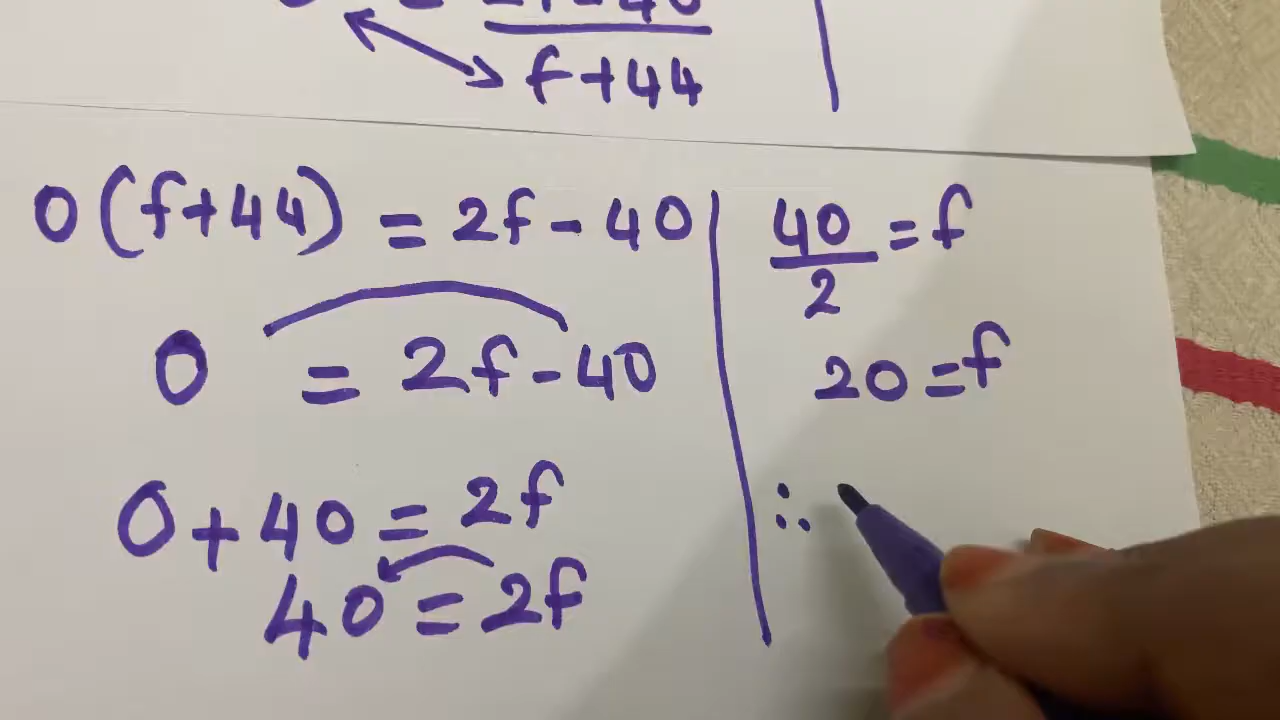 f+44
0(f+44) = 2f-40
0 = 2f-40
0+40 = 2f
40 = 2f
40/2 = f
20 = f
∴